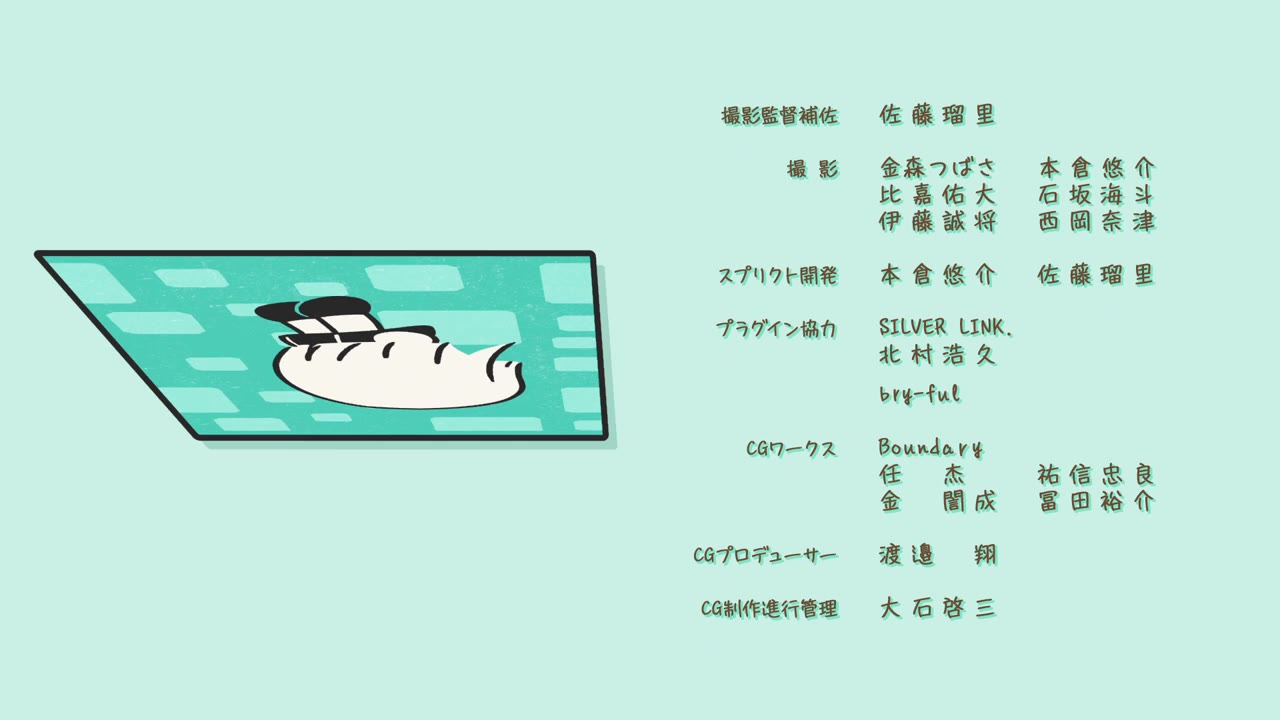 撮影監督補佐 佐藤瑠里
撮影 金森つばさ 本倉悠介
比嘉佑大 石坂海斗
伊藤誠将 西岡奈津
スプリクト開発 本倉悠介 佐藤瑠里
プラグイン協力 SILVER LINK.
北村浩久
bry-ful
CGワークス Boundary
任 杰 祐信忠良
金 誾成 冨田裕介
CGプロデューサー 渡邉 翔
CG制作進行管理 大石啓三